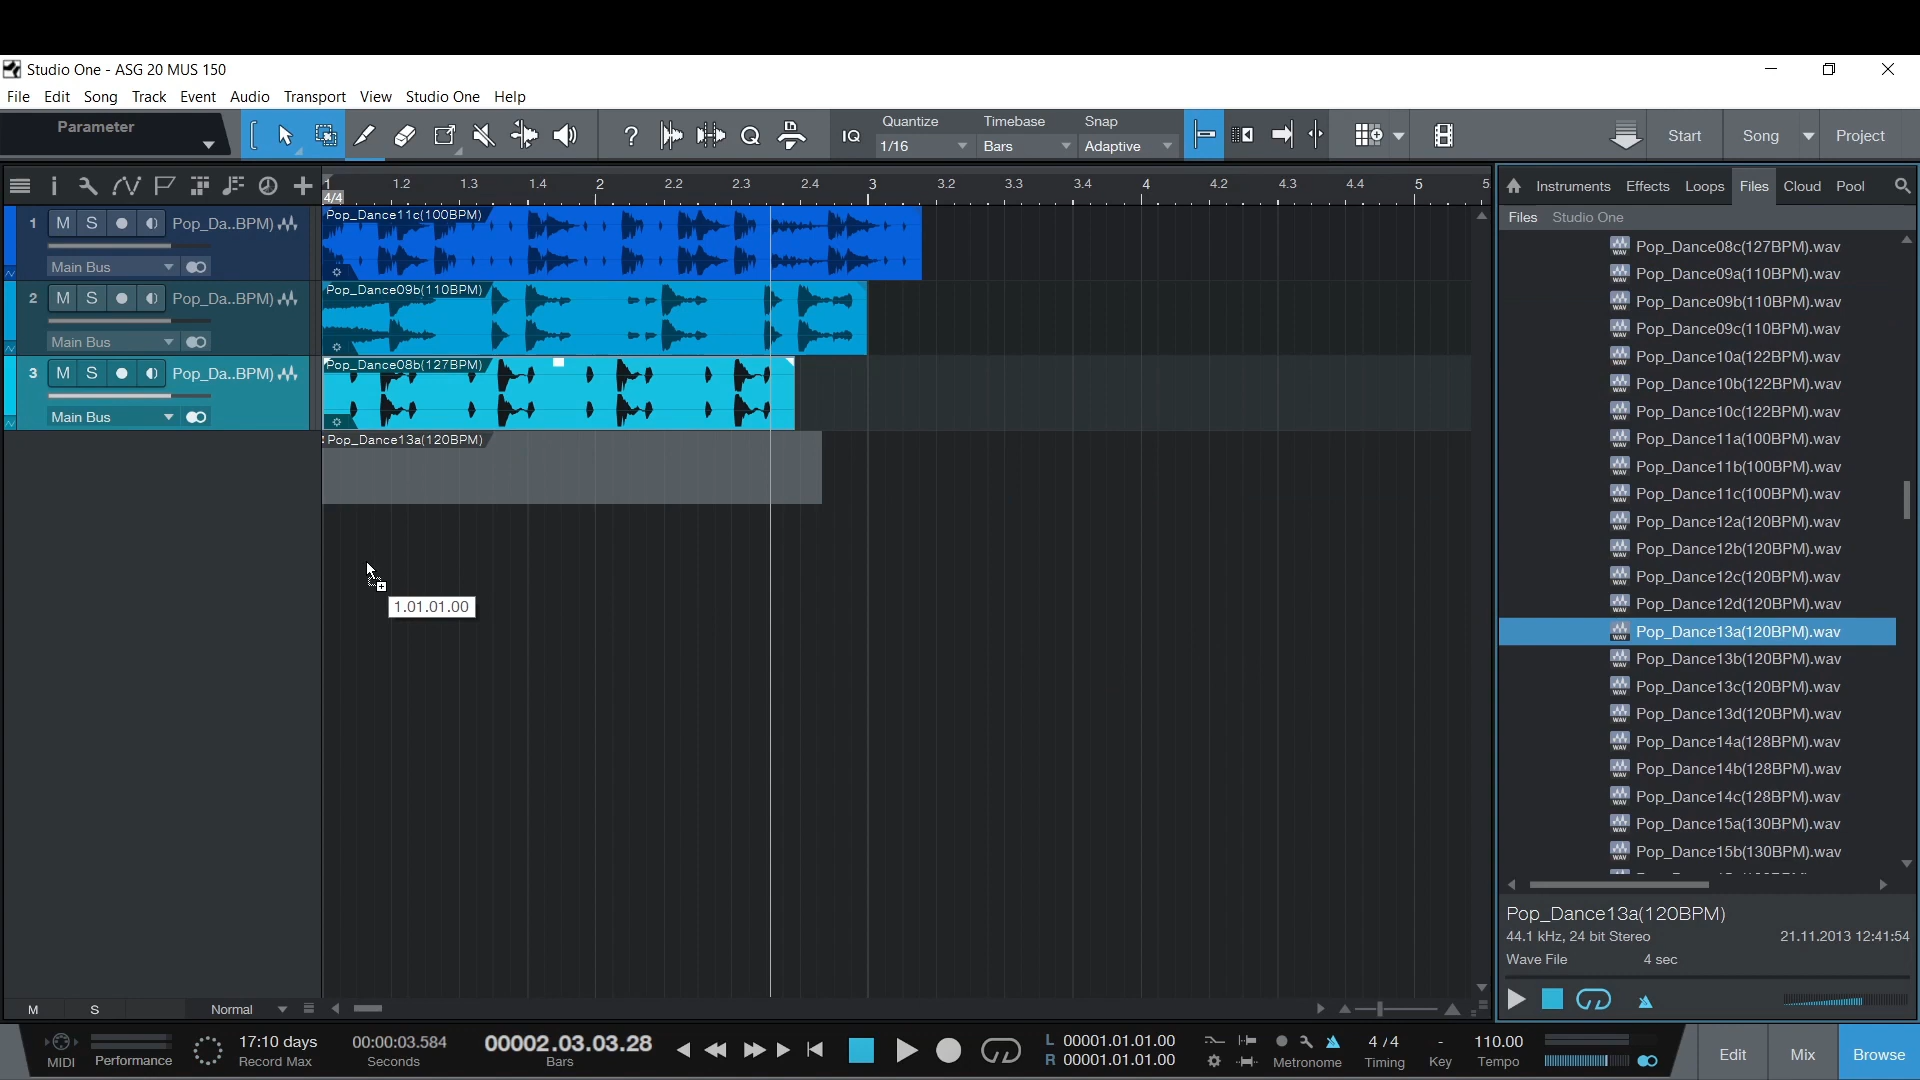 Studio One - ASG 20 MUS 150
File Edit Song Track Event Audio Transport View Studio One Help
Parameter
? Q IQ
Quantize Timebase Snap
1/16 Bars Adaptive
Start Song Project
1 1.2 1.3 1.4 2 2.2 2.3 2.4 3 3.2 3.3 3.4 4 4.2 4.3 4.4 5
4/4
Instruments Effects Loops Files Cloud Pool
Files Studio One
1 M S Pop_Da..BPM)
Main Bus
2 M S Pop_Da..BPM)
Main Bus
3 M S Pop_Da..BPM)
Main Bus
Pop_Dance11c(100BPM)
Pop_Dance09b(110BPM)
Pop_Dance08b(127BPM)
Pop_Dance13a(120BPM)
1.01.01.00
Pop_Dance08c(127BPM).wav
Pop_Dance09a(110BPM).wav
Pop_Dance09b(110BPM).wav
Pop_Dance09c(110BPM).wav
Pop_Dance10a(122BPM).wav
Pop_Dance10b(122BPM).wav
Pop_Dance10c(122BPM).wav
Pop_Dance11a(100BPM).wav
Pop_Dance11b(100BPM).wav
Pop_Dance11c(100BPM).wav
Pop_Dance12a(120BPM).wav
Pop_Dance12b(120BPM).wav
Pop_Dance12c(120BPM).wav
Pop_Dance12d(120BPM).wav
Pop_Dance13a(120BPM).wav
Pop_Dance13b(120BPM).wav
Pop_Dance13c(120BPM).wav
Pop_Dance13d(120BPM).wav
Pop_Dance14a(128BPM).wav
Pop_Dance14b(128BPM).wav
Pop_Dance14c(128BPM).wav
Pop_Dance15a(130BPM).wav
Pop_Dance15b(130BPM).wav
Pop_Dance13a(120BPM)
44.1 kHz, 24 bit Stereo 21.11.2013 12:41:54
Wave File 4 sec
M S Normal
MIDI
Performance
17:10 days
Record Max
00:00:03.584
Seconds
00002.03.03.28
Bars
L 00001.01.01.00
R 00001.01.01.00
Metronome
4 / 4
Timing
-
Key
110.00
Tempo
Edit Mix Browse